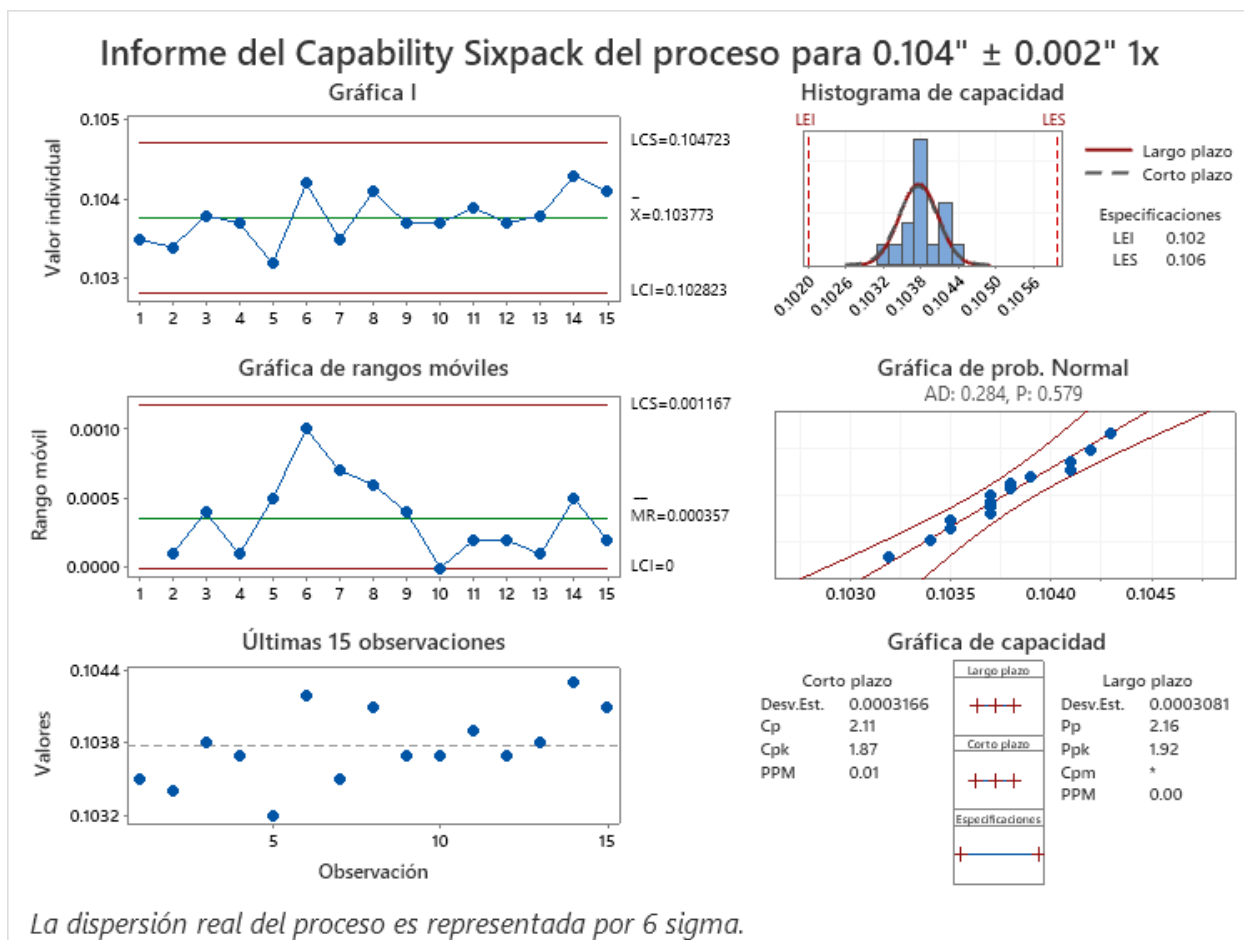 Informe del Capability Sixpack del proceso para 0.104" ± 0.002" 1x
Gráfica I
Valor individual
0.105
0.104
0.103
LCS=0.104723
_
X=0.103773
LCI=0.102823
1 2 3 4 5 6 7 8 9 10 11 12 13 14 15
Histograma de capacidad
LEI LES
Largo plazo
Corto plazo
Especificaciones
LEI 0.102
LES 0.106
0.1020 0.1026 0.1032 0.1038 0.1044 0.1050 0.1056
Gráfica de rangos móviles
Rango móvil
0.0010
0.0005
0.0000
LCS=0.001167
__
MR=0.000357
LCI=0
1 2 3 4 5 6 7 8 9 10 11 12 13 14 15
Gráfica de prob. Normal
AD: 0.284, P: 0.579
0.1030 0.1035 0.1040 0.1045
Últimas 15 observaciones
Valores
0.1044
0.1038
0.1032
5 10 15
Observación
Gráfica de capacidad
Corto plazo
Desv.Est. 0.0003166
Cp 2.11
Cpk 1.87
PPM 0.01
Largo plazo
Corto plazo
Especificaciones
Largo plazo
Desv.Est. 0.0003081
Pp 2.16
Ppk 1.92
Cpm *
PPM 0.00
La dispersión real del proceso es representada por 6 sigma.